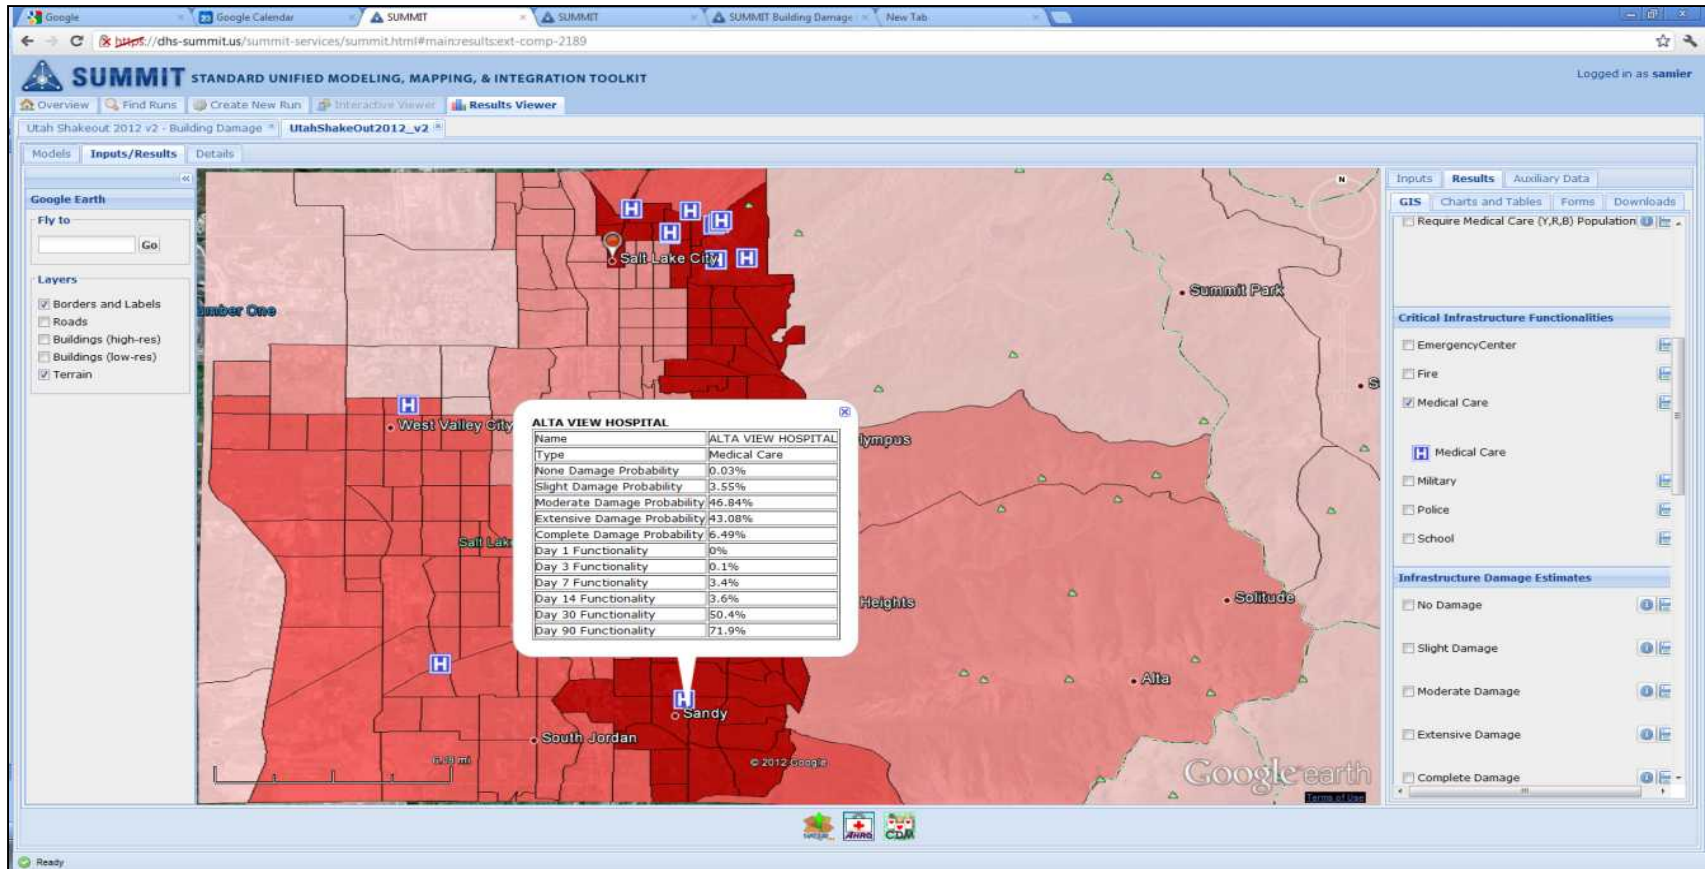 Google
Google Calendar
SUMMIT
SUMMIT
SUMMIT Building Damage
New Tab
https://dhs-summit.us/summit-services/summit.html#main:results:ext-comp-2189
SUMMIT STANDARD UNIFIED MODELING, MAPPING, & INTEGRATION TOOLKIT
Logged in as samier
Overview
Find Runs
Create New Run
Interactive Viewer
Results Viewer
Utah Shakeout 2012 v2 - Building Damage
UtahShakeOut2012_v2
Models
Inputs/Results
Details
Google Earth
Fly to
Go
Layers
Borders and Labels
Roads
Buildings (high-res)
Buildings (low-res)
Terrain
N
H
H
H
H
H
H
Salt Lake City
Summit Park
umber One
S
H
West Valley City
lympus
Salt Lak
Heights
Solitude
ALTA VIEW HOSPITAL
Name ALTA VIEW HOSPITAL
Type Medical Care
None Damage Probability 0.03%
Slight Damage Probability 3.55%
Moderate Damage Probability 46.84%
Extensive Damage Probability 43.08%
Complete Damage Probability 6.49%
Day 1 Functionality 0%
Day 3 Functionality 0.1%
Day 7 Functionality 3.4%
Day 14 Functionality 3.6%
Day 30 Functionality 50.4%
Day 90 Functionality 71.9%
H
Alta
H
Sandy
South Jordan
© 2012 Google
Google earth
Terms of Use
Inputs
Results
Auxiliary Data
GIS
Charts and Tables
Forms
Downloads
Require Medical Care (Y,R,B) Population
Critical Infrastructure Functionalities
EmergencyCenter
Fire
Medical Care
H Medical Care
Military
Police
School
Infrastructure Damage Estimates
No Damage
Slight Damage
Moderate Damage
Extensive Damage
Complete Damage
AHRQ
CDM
Ready